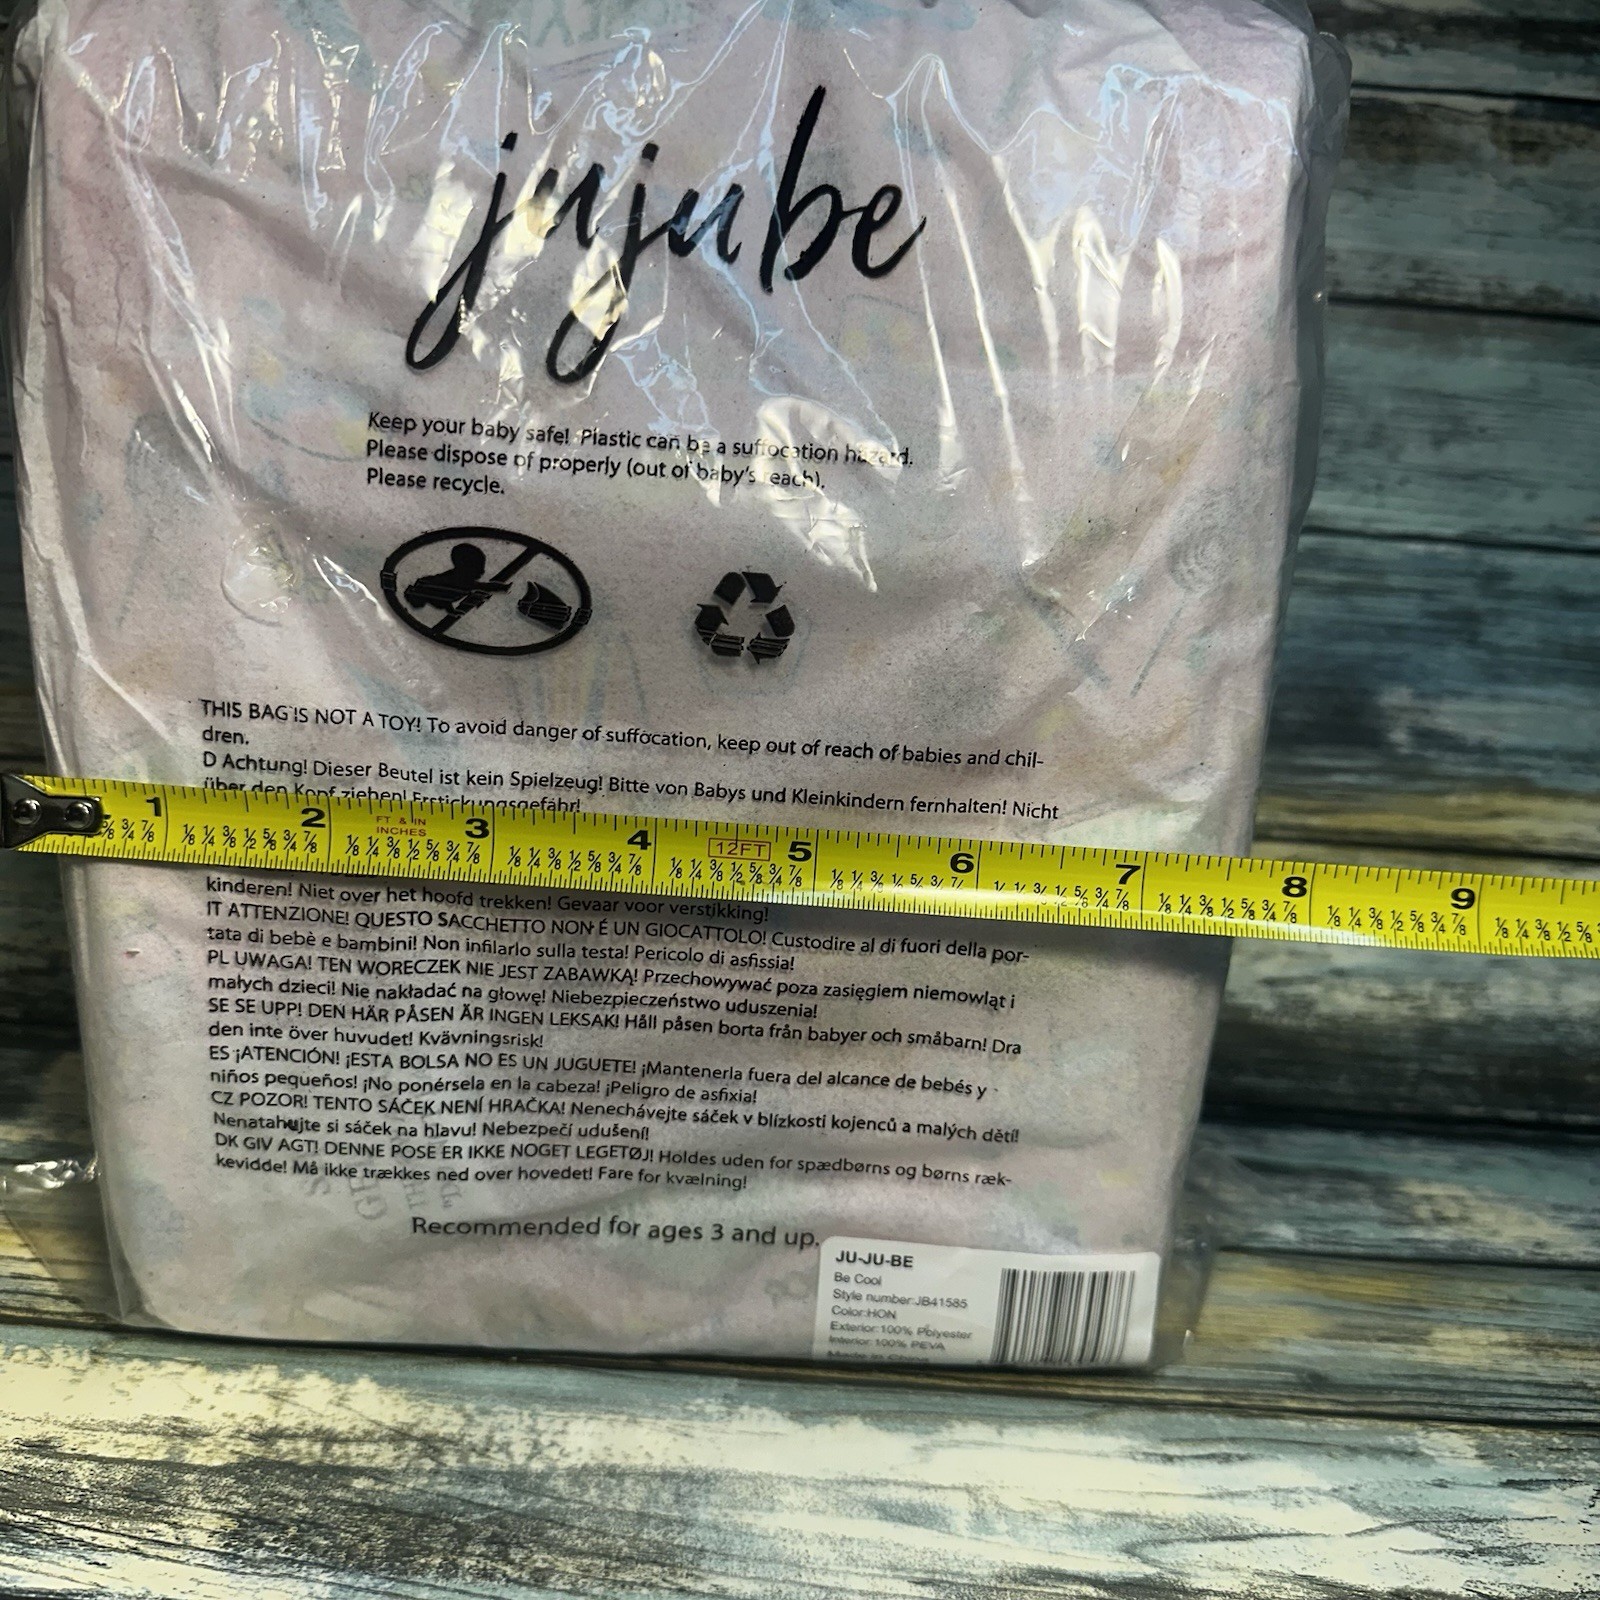 jujube
Keep your baby safe! Plastic can be a suffocation hazard.
Please dispose of properly (out of baby's reach).
Please recycle.
THIS BAG IS NOT A TOY! To avoid danger of suffocation, keep out of reach of babies and chil-
dren.
D Achtung! Dieser Beutel ist kein Spielzeug! Bitte von Babys und Kleinkindern fernhalten! Nicht
über den Kopf ziehen! Erstickungsgefahr!
1 2 3 4 5 6 7 8 9
FT & IN
INCHES
12FT
kinderen! Niet over het hoofd trekken! Gevaar voor verstikking!
IT ATTENZIONE! QUESTO SACCHETTO NON É UN GIOCATTOLO! Custodire al di fuori della por-
tata di bebè e bambini! Non infilarlo sulla testa! Pericolo di asfissia!
PL UWAGA! TEN WORECZEK NIE JEST ZABAWKĄ! Przechowywać poza zasięgiem niemowląt i
małych dzieci! Nie nakładać na głowę! Niebezpieczeństwo uduszenia!
SE SE UPP! DEN HÄR PÅSEN ÄR INGEN LEKSAK! Håll påsen borta från babyer och småbarn! Dra
den inte över huvudet! Kvävningsrisk!
ES ¡ATENCIÓN! ¡ESTA BOLSA NO ES UN JUGUETE! ¡Mantenerla fuera del alcance de bebés y
niños pequeños! ¡No ponérsela en la cabeza! ¡Peligro de asfixia!
CZ POZOR! TENTO SÁČEK NENÍ HRAČKA! Nenechávejte sáček v blízkosti kojenců a malých dětí!
Nenatahujte si sáček na hlavu! Nebezpečí udušení!
DK GIV AGT! DENNE POSE ER IKKE NOGET LEGETØJ! Holdes uden for spædbørns og børns ræk-
kevidde! Må ikke trækkes ned over hovedet! Fare for kvælning!
Recommended for ages 3 and up.
JU-JU-BE
Be Cool
Style number:JB41585
Color:HON
Exterior:100% Polyester
Interior:100% PEVA
Made in China